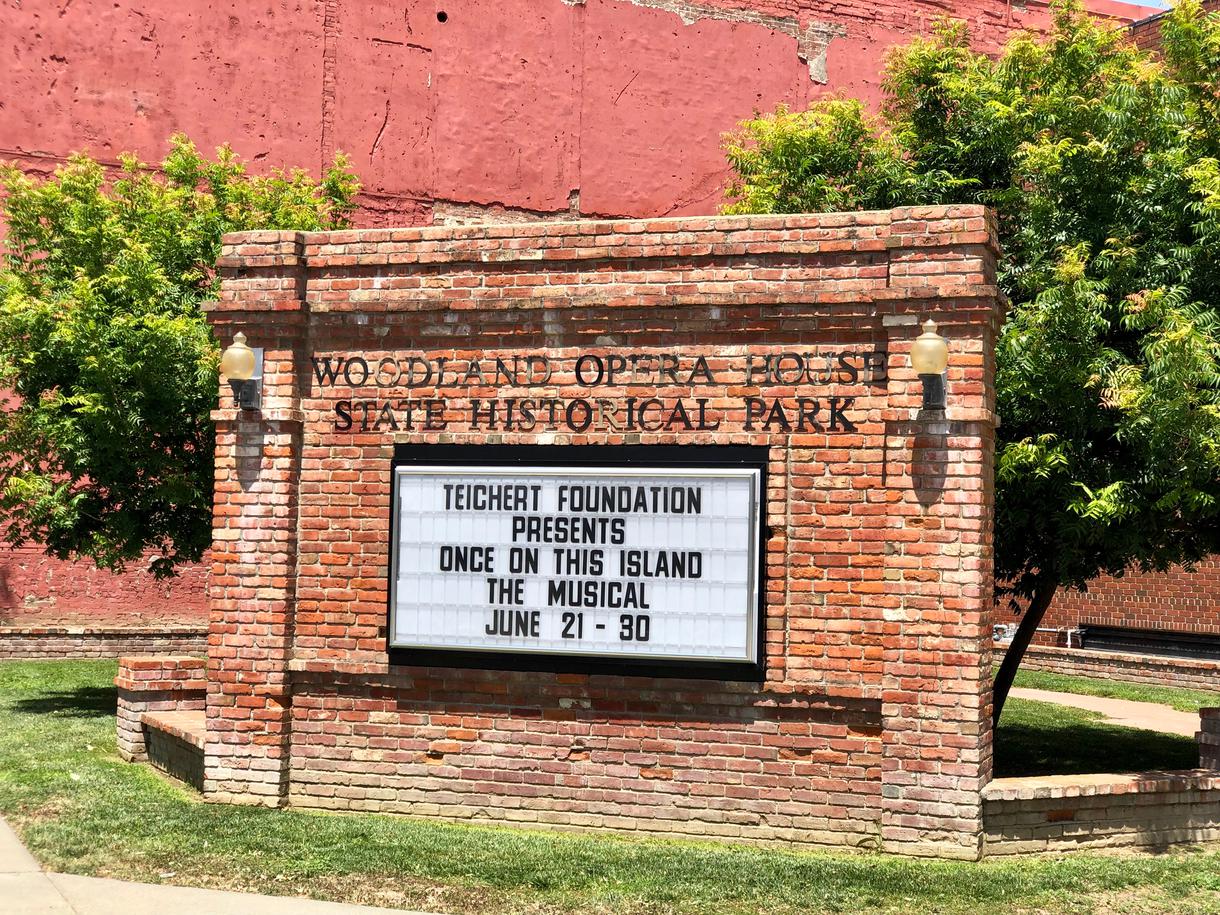 WOODLAND OPERA HOUSE
STATE HISTORICAL PARK
TEICHERT FOUNDATION
PRESENTS
ONCE ON THIS ISLAND
THE MUSICAL
JUNE 21 - 30